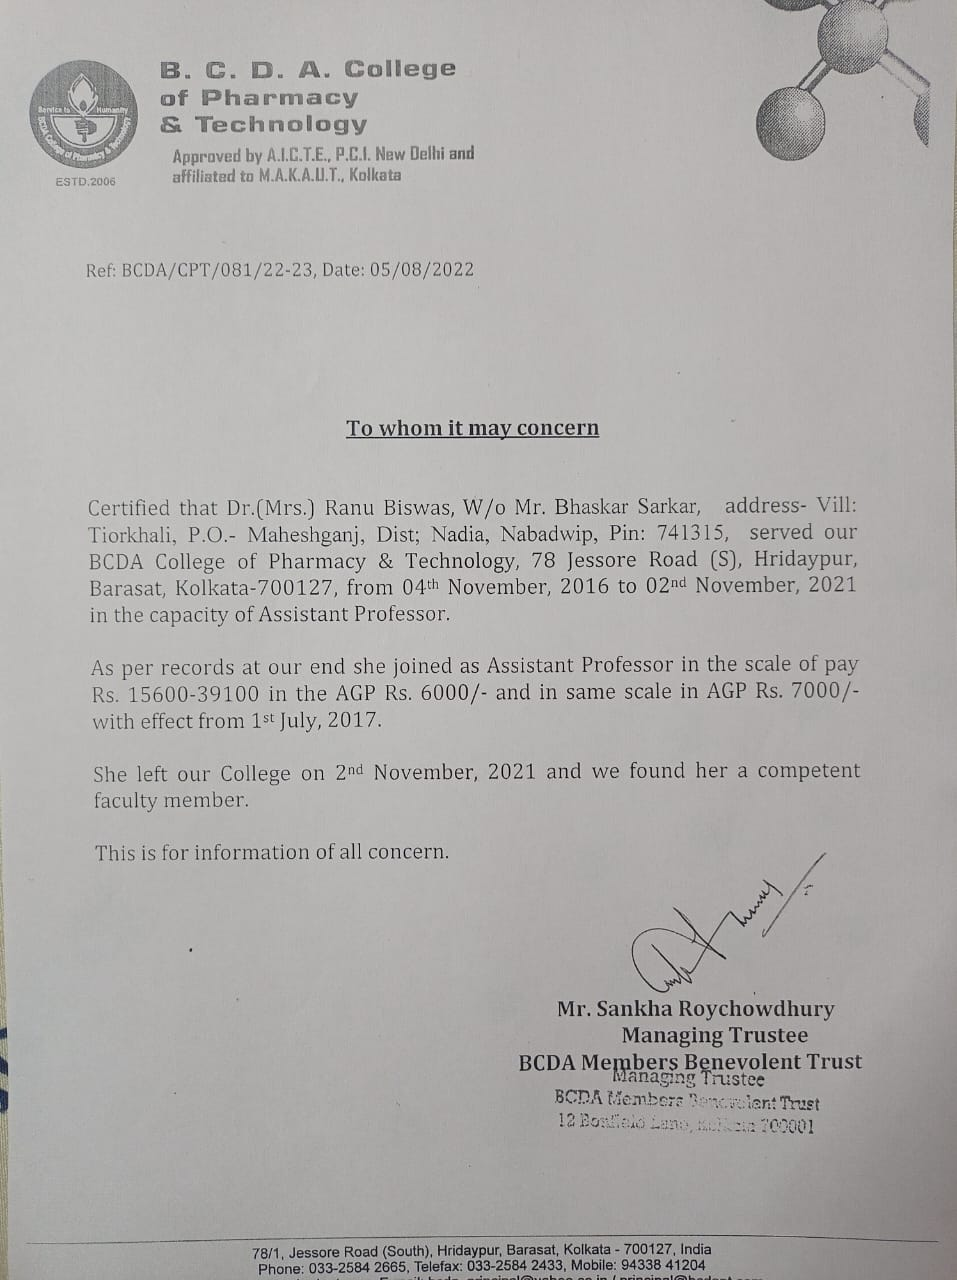 B. C. D. A. College
of Pharmacy
& Technology
Approved by A.I.C.T.E., P.C.I. New Delhi and
affiliated to M.A.K.A.U.T., Kolkata
Service to Humanity
BCDA College of Pharmacy & Technology
ESTD.2006
Ref: BCDA/CPT/081/22-23, Date: 05/08/2022
To whom it may concern
Certified that Dr.(Mrs.) Ranu Biswas, W/o Mr. Bhaskar Sarkar, address- Vill:
Tiorkhali, P.O.- Maheshganj, Dist; Nadia, Nabadwip, Pin: 741315, served our
BCDA College of Pharmacy & Technology, 78 Jessore Road (S), Hridaypur,
Barasat, Kolkata-700127, from 04th November, 2016 to 02nd November, 2021
in the capacity of Assistant Professor.
As per records at our end she joined as Assistant Professor in the scale of pay
Rs. 15600-39100 in the AGP Rs. 6000/- and in same scale in AGP Rs. 7000/-
with effect from 1st July, 2017.
She left our College on 2nd November, 2021 and we found her a competent
faculty member.
This is for information of all concern.
Mr. Sankha Roychowdhury
Managing Trustee
BCDA Members Benevolent Trust
Managing Trustee
BCDA Members Benevolent Trust
12 Lane, 700001
78/1, Jessore Road (South), Hridaypur, Barasat, Kolkata - 700127, India
Phone: 033-2584 2665, Telefax: 033-2584 2433, Mobile: 94338 41204